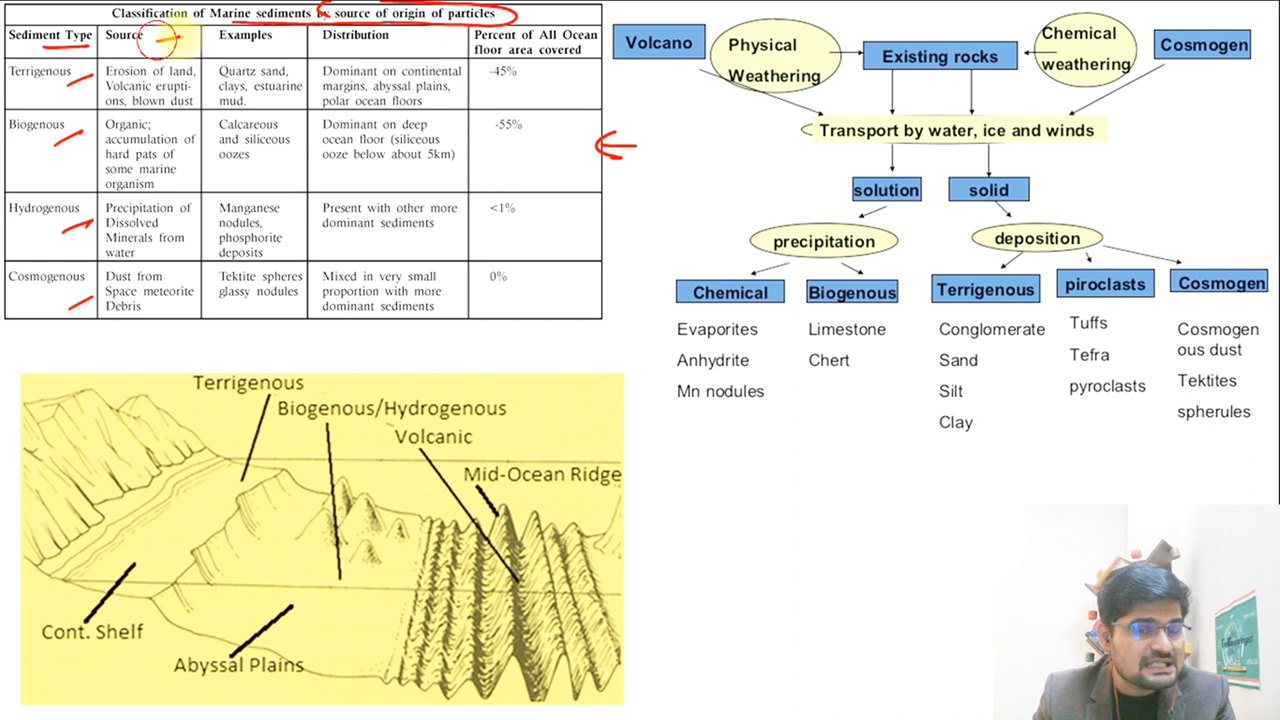 Classification of Marine sediments by source of origin of particles
Sediment Type Source Examples Distribution Percent of All Ocean
floor area covered
Terrigenous Erosion of land, Quartz sand, Dominant on continental -45%
Volcanic erupti- clays, estuarine margins, abyssal plains,
ons, blown dust mud. polar ocean floors
Biogenous Organic; Calcareous Dominant on deep -55%
accumulation of and siliceous ocean floor (siliceous
hard pats of oozes ooze below about 5km)
some marine
organism
Hydrogenous Precipitation of Manganese Present with other more <1%
Dissolved nodules, dominant sediments
Minerals from phosphorite
water deposits
Cosmogenous Dust from Tektite spheres Mixed in very small 0%
Space meteorite glassy nodules proportion with more
Debris dominant sediments
Volcano
Physical
Weathering
Existing rocks
Chemical
weathering
Cosmogen
Transport by water, ice and winds
solution solid
precipitation deposition
Chemical
Evaporites
Anhydrite
Mn nodules
Biogenous
Limestone
Chert
Terrigenous
Conglomerate
Sand
Silt
Clay
piroclasts
Tuffs
Tefra
pyroclasts
Cosmogen
Cosmogen
ous dust
Tektites
spherules
Terrigenous
Biogenous/Hydrogenous
Volcanic
Mid-Ocean Ridge
Cont. Shelf
Abyssal Plains